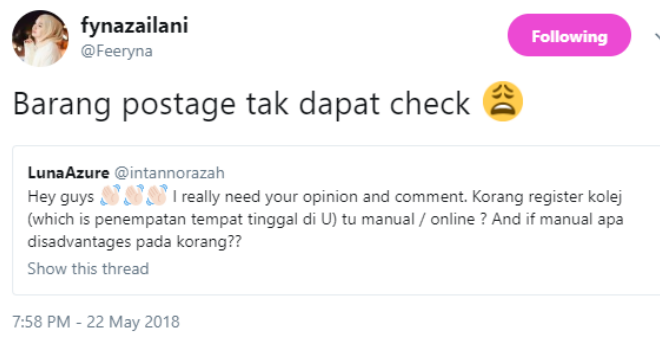 fynazailani
@Feeryna
Following
Barang postage tak dapat check 😩
LunaAzure @intannorazah
Hey guys 👋🏻👋🏻👋🏻 I really need your opinion and comment. Korang register kolej
(which is penempatan tempat tinggal di U) tu manual / online ? And if manual apa
disadvantages pada korang??
Show this thread
7:58 PM - 22 May 2018